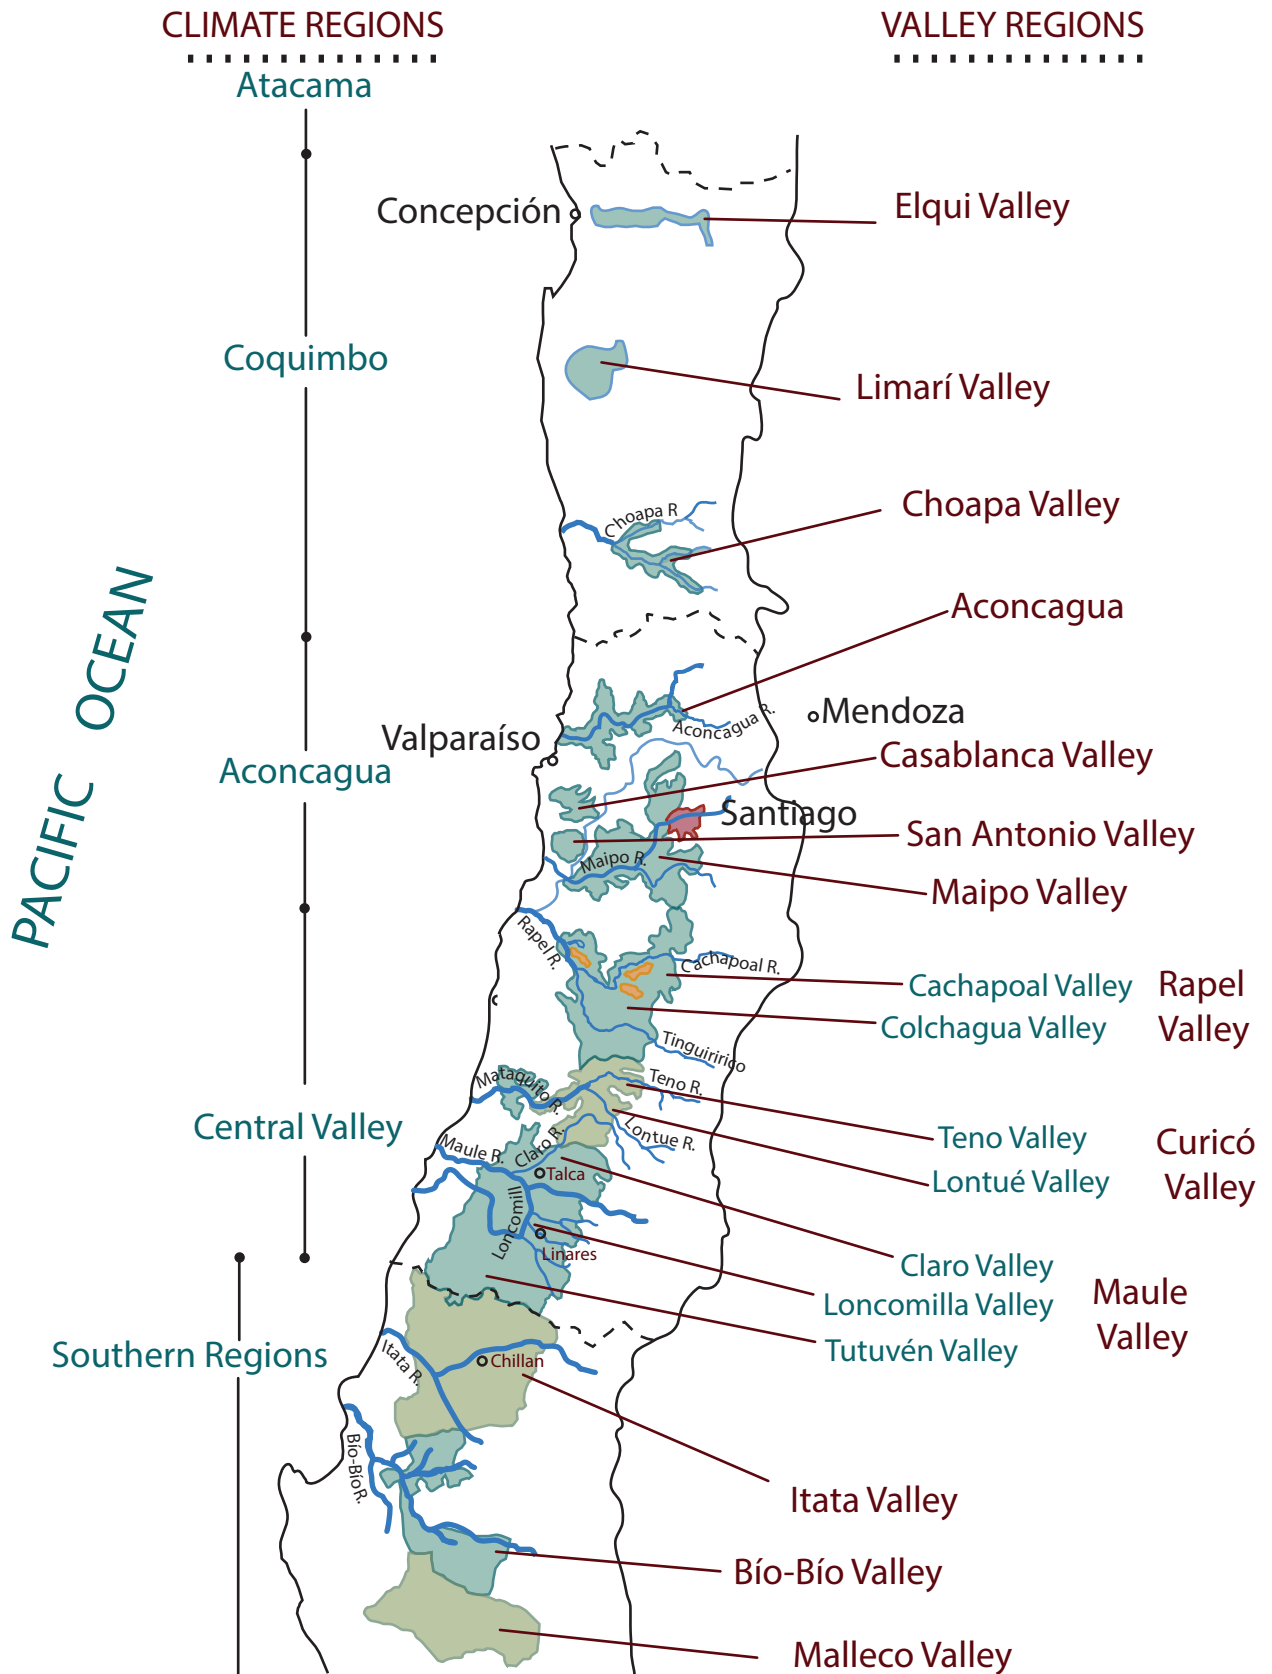 CLIMATE REGIONS
VALLEY REGIONS
Atacama
Concepción
Elqui Valley
Coquimbo
Limarí Valley
Choapa R
Choapa Valley
PACIFIC OCEAN
Aconcagua
Aconcagua R.
Mendoza
Valparaíso
Casablanca Valley
Aconcagua
Santiago
San Antonio Valley
Maipo R.
Maipo Valley
Rapel R.
Cachapoal R.
Cachapoal Valley
Rapel
Valley
Colchagua Valley
Tinguiririco
Mataquito R.
Teno R.
Central Valley
Claro R.
Lontue R.
Teno Valley
Curicó
Valley
Maule R.
Talca
Lontué Valley
Loncomill
Linares
Claro Valley
Loncomilla Valley
Maule
Valley
Tutuvén Valley
Southern Regions
Itata R.
Chillan
Bío-Bío R.
Itata Valley
Bío-Bío Valley
Malleco Valley